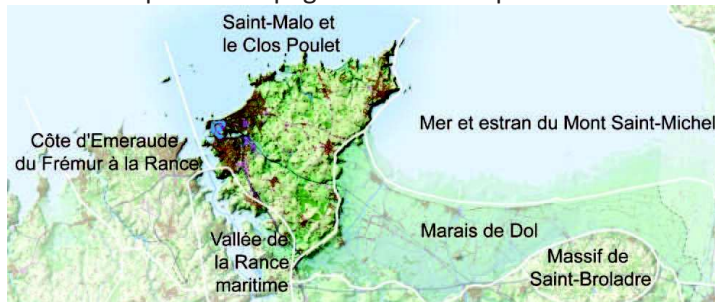 Saint-Malo et
le Clos Poulet
Côte d'Emeraude
du Frémur à la Rance
Mer et estran du Mont Saint-Michel
Vallée de
la Rance
maritime
Marais de Dol
Massif de
Saint-Broladre